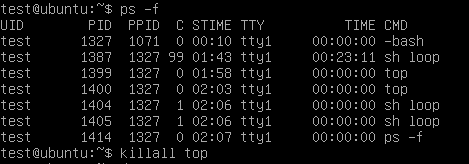 test@ubuntu:~$ ps -f
UID        PID  PPID  C STIME TTY          TIME CMD
test      1327  1071  0 00:10 tty1     00:00:00 -bash
test      1387  1327 99 01:43 tty1     00:23:11 sh loop
test      1399  1327  0 01:58 tty1     00:00:00 top
test      1400  1327  0 02:03 tty1     00:00:00 top
test      1404  1327  1 02:06 tty1     00:00:00 sh loop
test      1405  1327  1 02:06 tty1     00:00:00 sh loop
test      1414  1327  0 02:07 tty1     00:00:00 ps -f
test@ubuntu:~$ killall top